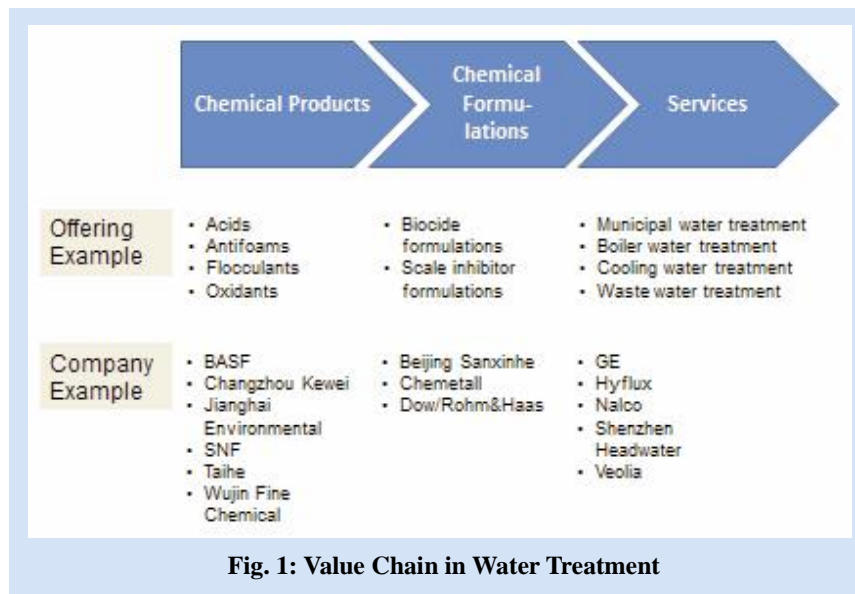 Chemical Products
Chemical
Formu-
lations
Services
Offering
Example
• Acids
• Antifoams
• Flocculants
• Oxidants
• Biocide
formulations
• Scale inhibitor
formulations
• Municipal water treatment
• Boiler water treatment
• Cooling water treatment
• Waste water treatment
Company
Example
• BASF
• Changzhou Kewei
• Jianghai
Environmental
• SNF
• Taihe
• Wujin Fine
Chemical
• Beijing Sanxinhe
• Chemetall
• Dow/Rohm&Haas
• GE
• Hyflux
• Nalco
• Shenzhen
Headwater
• Veolia
Fig. 1: Value Chain in Water Treatment